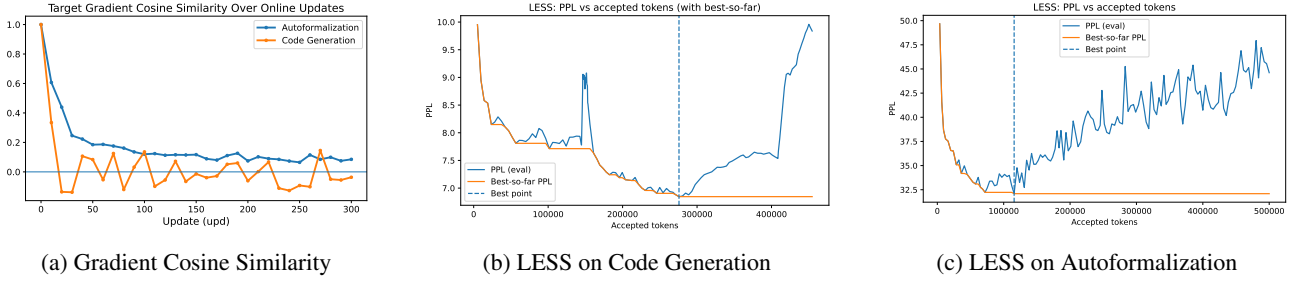 Target Gradient Cosine Similarity Over Online Updates
1.0
0.8
0.6
0.4
0.2
0.0
Autoformalization
Code Generation
0
50
100
150
200
250
300
Update (upd)
(a) Gradient Cosine Similarity
LESS: PPL vs accepted tokens (with best-so-far)
PPL
10.0
9.5
9.0
8.5
8.0
7.5
7.0
PPL (eval)
Best-so-far PPL
Best point
0
100000
200000
300000
400000
Accepted tokens
(b) LESS on Code Generation
LESS: PPL vs accepted tokens
PPL
50.0
47.5
45.0
42.5
40.0
37.5
35.0
32.5
PPL (eval)
Best-so-far PPL
Best point
0
100000
200000
300000
400000
500000
Accepted tokens
(c) LESS on Autoformalization